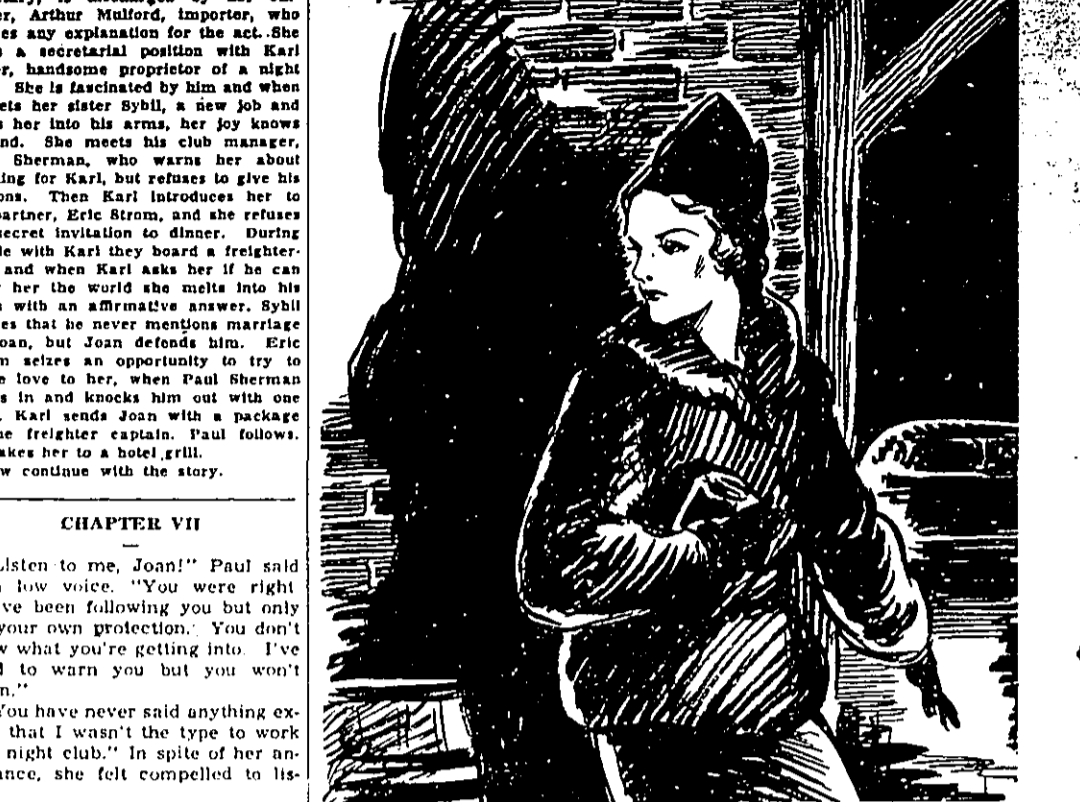 er, Arthur Mulford, importer, who
es any explanation for the act. She
s a secretarial position with Karl
r, handsome proprietor of a night
She is fascinated by him and when
ets her sister Sybil, a new job and
s her into his arms, her joy knows
nd. She meets his club manager,
Sherman, who warns her about
ing for Karl, but refuses to give his
ons. Then Karl introduces her to
artner, Eric Strom, and she refuses
secret invitation to dinner. During
le with Karl they board a freighter-
and when Karl asks her if he can
her the world she melts into his
with an affirmative answer. Sybil
es that he never mentions marriage
oan, but Joan defends him. Eric
m seizes an opportunity to try to
e love to her, when Paul Sherman
s in and knocks him out with one
. Karl sends Joan with a package
he freighter captain. Paul follows.
akes her to a hotel grill.
w continue with the story.
CHAPTER VII
Listen to me, Joan!" Paul said
low voice. "You were right
ve been following you but only
your own protection. You don't
w what you're getting into. I've
d to warn you but you won't
n."
You have never said anything ex-
that I wasn't the type to work
night club." In spite of her an-
ance, she felt compelled to lis-